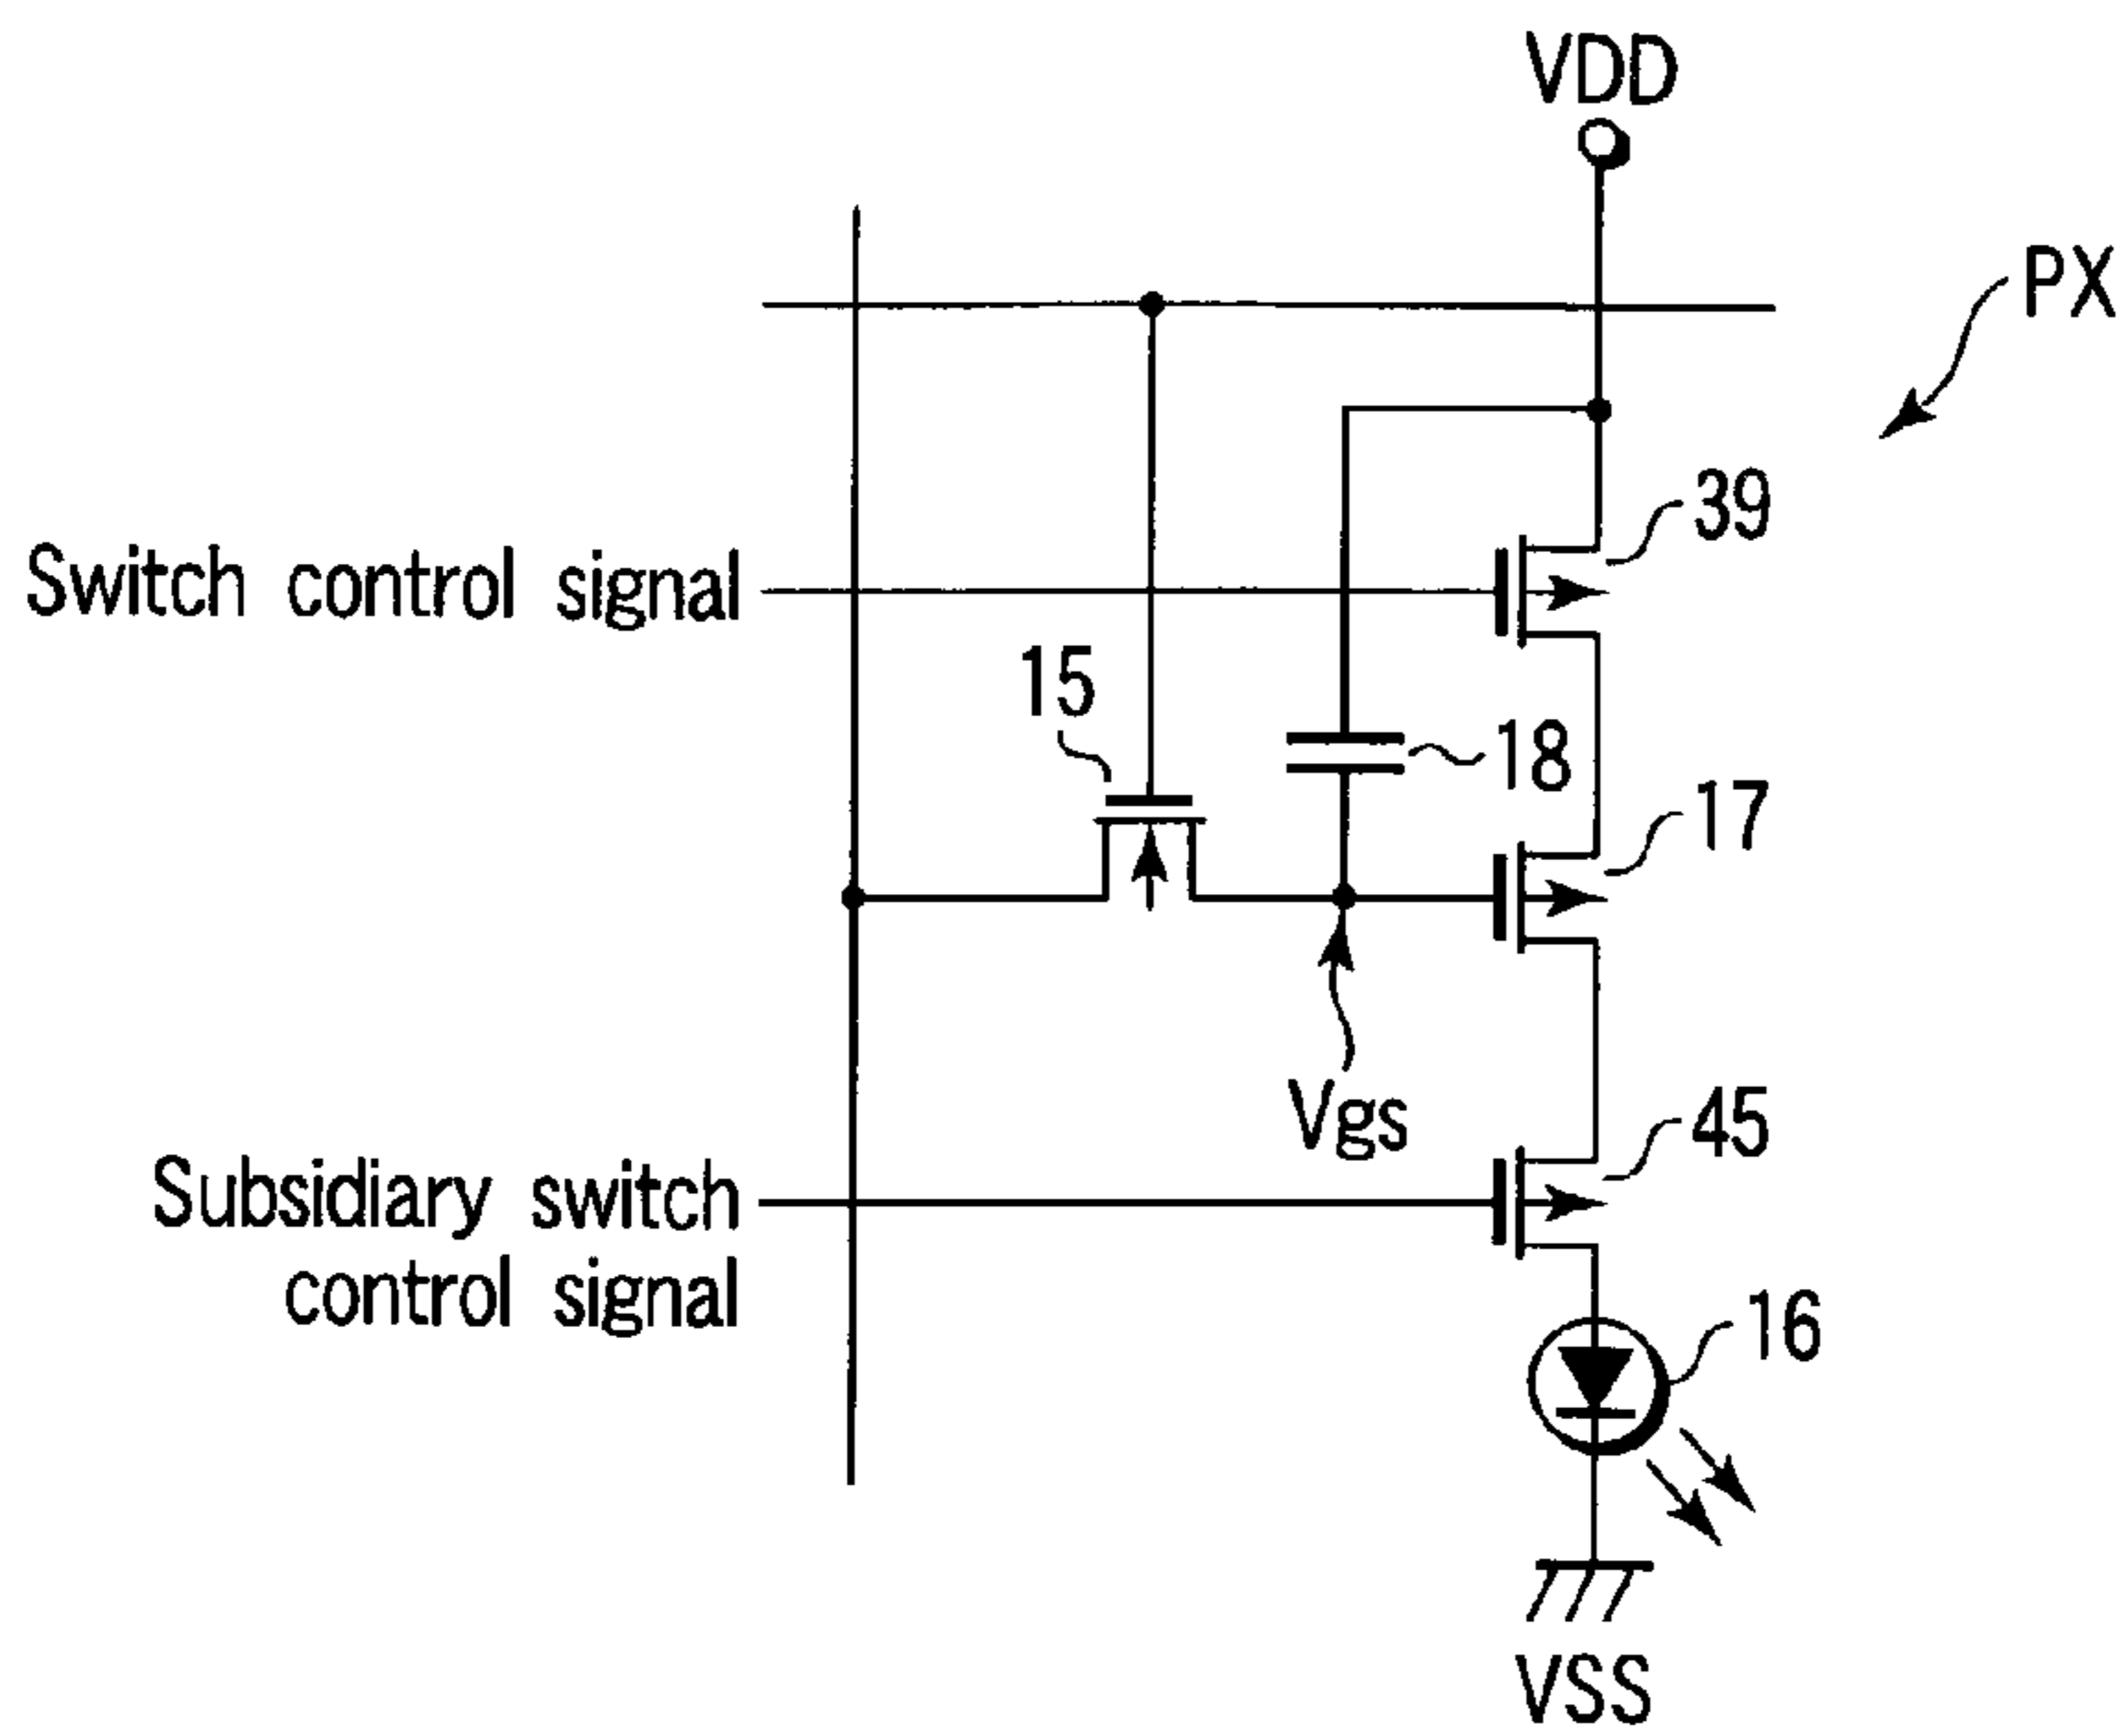 VDD
PX
39
Switch control signal
15
18
17
Vgs
45
Subsidiary switch
control signal
16
VSS